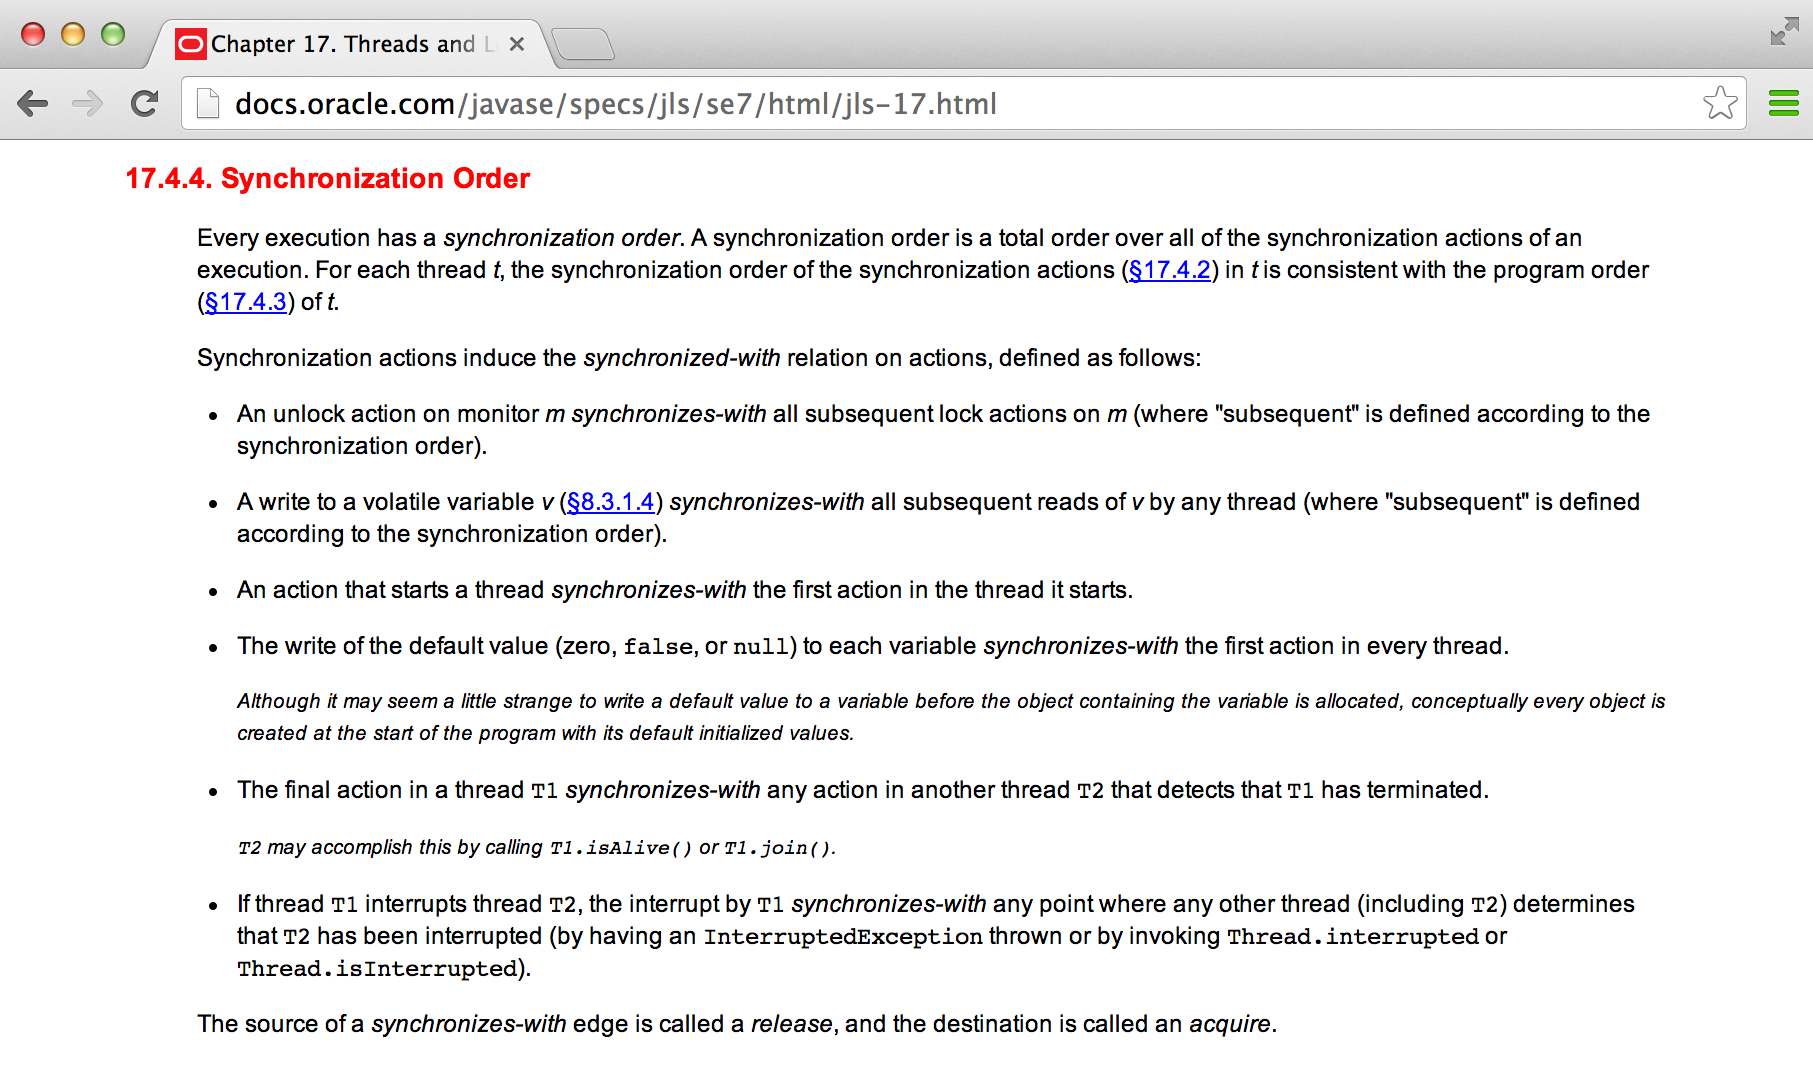 Chapter 17. Threads and L
docs.oracle.com/javase/specs/jls/se7/html/jls-17.html
17.4.4. Synchronization Order
Every execution has a synchronization order. A synchronization order is a total order over all of the synchronization actions of an
execution. For each thread t, the synchronization order of the synchronization actions (§17.4.2) in t is consistent with the program order
(§17.4.3) of t.
Synchronization actions induce the synchronized-with relation on actions, defined as follows:
• An unlock action on monitor m synchronizes-with all subsequent lock actions on m (where "subsequent" is defined according to the
synchronization order).
• A write to a volatile variable v (§8.3.1.4) synchronizes-with all subsequent reads of v by any thread (where "subsequent" is defined
according to the synchronization order).
• An action that starts a thread synchronizes-with the first action in the thread it starts.
• The write of the default value (zero, false, or null) to each variable synchronizes-with the first action in every thread.
Although it may seem a little strange to write a default value to a variable before the object containing the variable is allocated, conceptually every object is
created at the start of the program with its default initialized values.
• The final action in a thread T1 synchronizes-with any action in another thread T2 that detects that T1 has terminated.
T2 may accomplish this by calling T1.isAlive() or T1.join().
• If thread T1 interrupts thread T2, the interrupt by T1 synchronizes-with any point where any other thread (including T2) determines
that T2 has been interrupted (by having an InterruptedException thrown or by invoking Thread.interrupted or
Thread.isInterrupted).
The source of a synchronizes-with edge is called a release, and the destination is called an acquire.